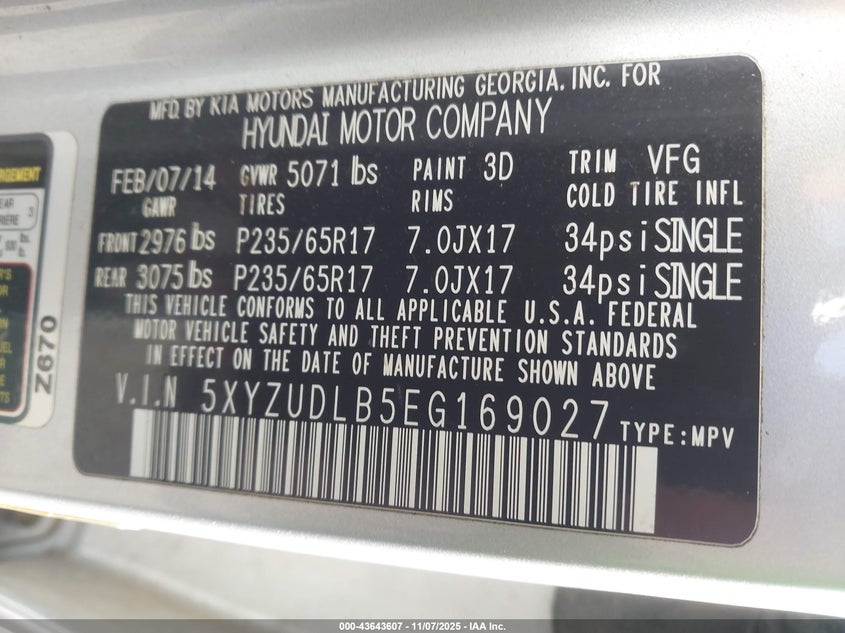 MFD. BY KIA MOTORS MANUFACTURING GEORGIA, INC. FOR
HYUNDAI MOTOR COMPANY
FEB/07/14 GVWR 5071 lbs PAINT 3D TRIM VFG
GAWR TIRES RIMS COLD TIRE INFL
FRONT 2976 lbs P235/65R17 7.0JX17 34psi SINGLE
REAR 3075 lbs P235/65R17 7.0JX17 34psi SINGLE
THIS VEHICLE CONFORMS TO ALL APPLICABLE U.S.A. FEDERAL
MOTOR VEHICLE SAFETY AND THEFT PREVENTION STANDARDS
IN EFFECT ON THE DATE OF MANUFACTURE SHOWN ABOVE
V.I.N 5XYZUDLB5EG169027 TYPE:MPV
Z670
000-43643607 - 11/07/2025 - IAA Inc.